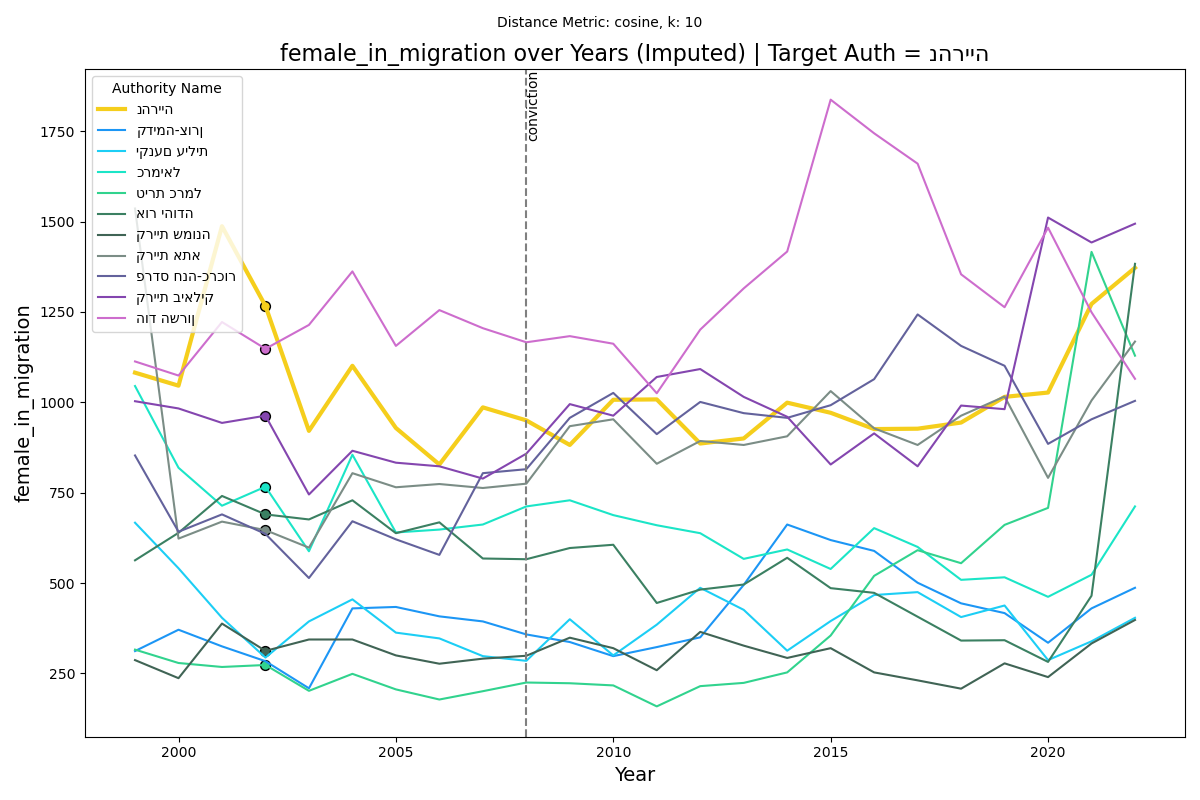 Distance Metric: cosine, k: 10
female_in_migration over Years (Imputed) | Target Auth = נהרייה
Authority Name
נהרייה
קדימה-צורן
יקנעם עילית
כרמיאל
טירת כרמל
אור יהודה
קריית שמונה
קריית אתא
פרדס חנה-כרכור
קריית ביאליק
הוד השרון
conviction
female_in_migration
1750
1500
1250
1000
750
500
250
2000
2005
2010
2015
2020
Year